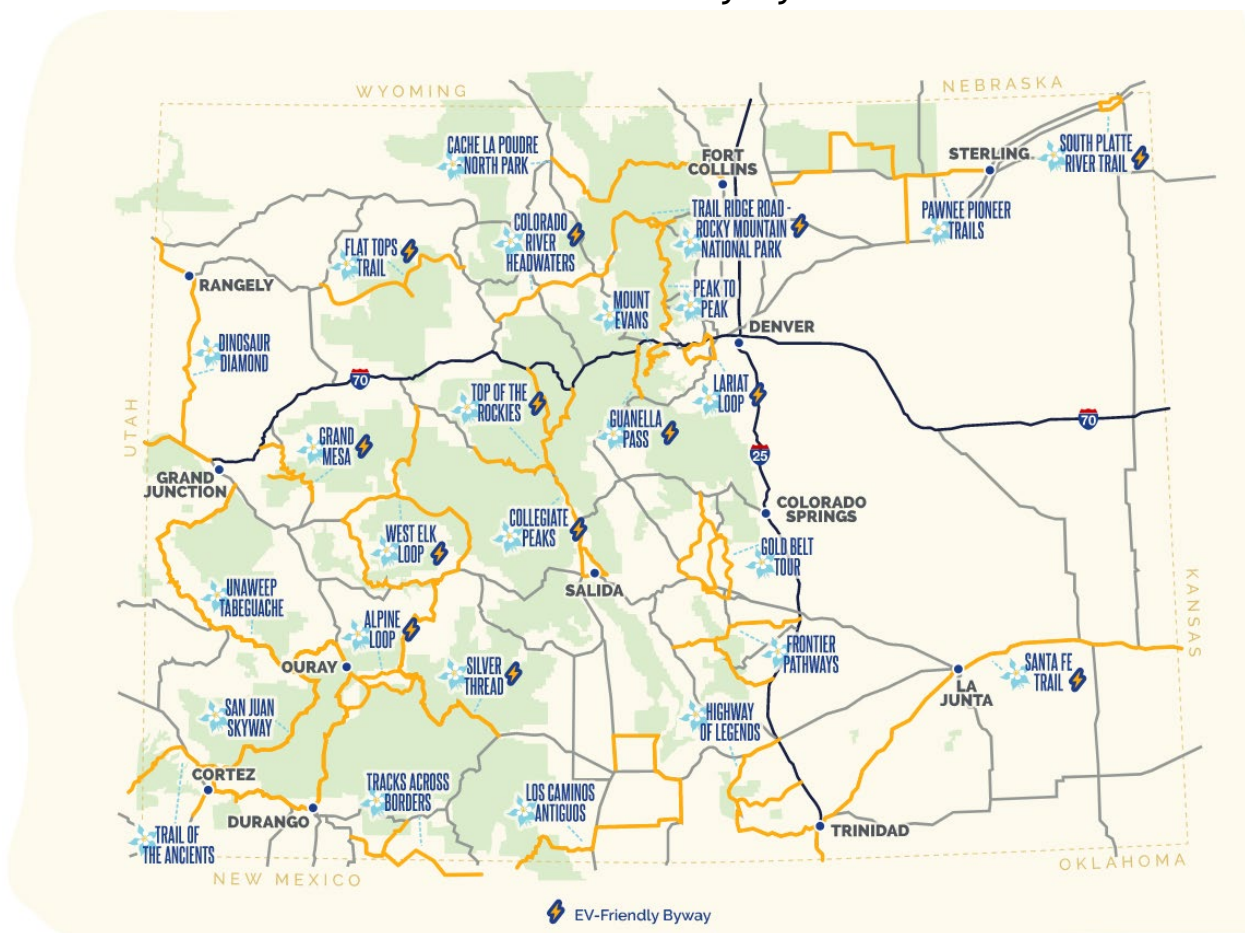 WYOMING
NEBRASKA
CACHE LA POUDRE
NORTH PARK
FORT
COLLINS
STERLING
SOUTH PLATTE
RIVER TRAIL
COLORADO
RIVER
HEADWATERS
TRAIL RIDGE ROAD -
ROCKY MOUNTAIN
NATIONAL PARK
PAWNEE PIONEER
TRAILS
FLAT TOPS
TRAIL
RANGELY
MOUNT
EVANS
PEAK TO
PEAK
DENVER
DINOSAUR
DIAMOND
70
TOP OF THE
ROCKIES
LARIAT
LOOP
GUANELLA
PASS
70
UTAH
GRAND
MESA
25
GRAND
JUNCTION
COLORADO
SPRINGS
WEST ELK
LOOP
COLLEGIATE
PEAKS
GOLD BELT
TOUR
SALIDA
UNAWEEP
TABEGUACHE
KANSAS
ALPINE
LOOP
OURAY
SILVER
THREAD
FRONTIER
PATHWAYS
SANTA FE
TRAIL
LA
JUNTA
SAN JUAN
SKYWAY
HIGHWAY
OF LEGENDS
CORTEZ
TRACKS ACROSS
BORDERS
LOS CAMINOS
ANTIGUOS
DURANGO
TRINIDAD
TRAIL OF
THE ANCIENTS
NEW MEXICO
OKLAHOMA
EV-Friendly Byway